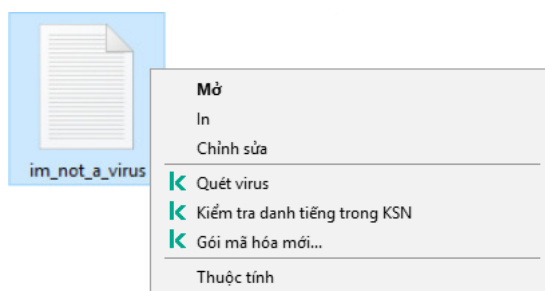 Mở
In
Chỉnh sửa
im_not_a_virus
Quét virus
Kiểm tra danh tiếng trong KSN
Gói mã hóa mới...
Thuộc tính